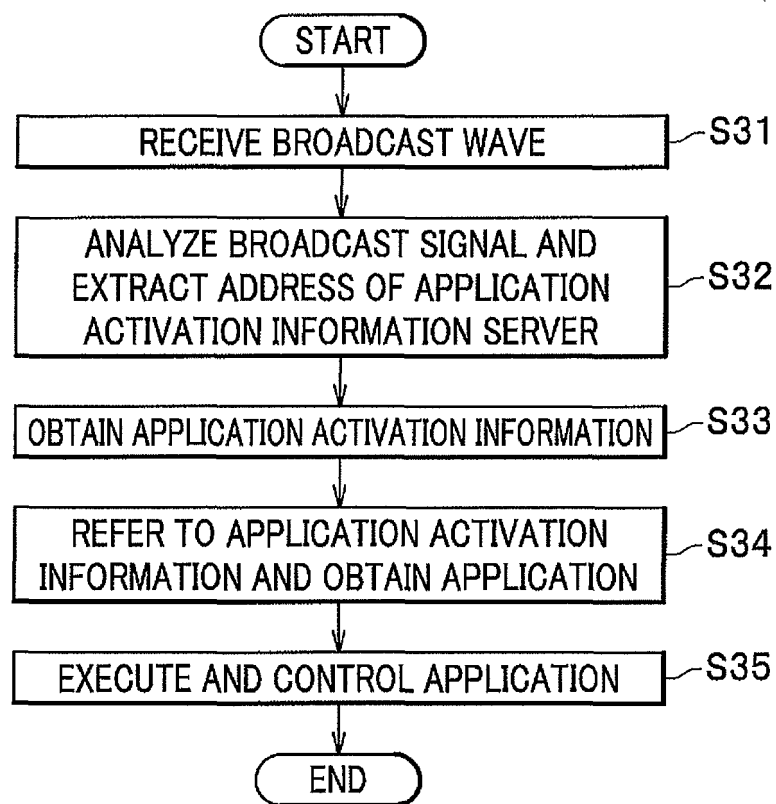 START
RECEIVE BROADCAST WAVE
S31
ANALYZE BROADCAST SIGNAL AND
EXTRACT ADDRESS OF APPLICATION
ACTIVATION INFORMATION SERVER
S32
OBTAIN APPLICATION ACTIVATION INFORMATION
S33
REFER TO APPLICATION ACTIVATION
INFORMATION AND OBTAIN APPLICATION
S34
EXECUTE AND CONTROL APPLICATION
S35
END